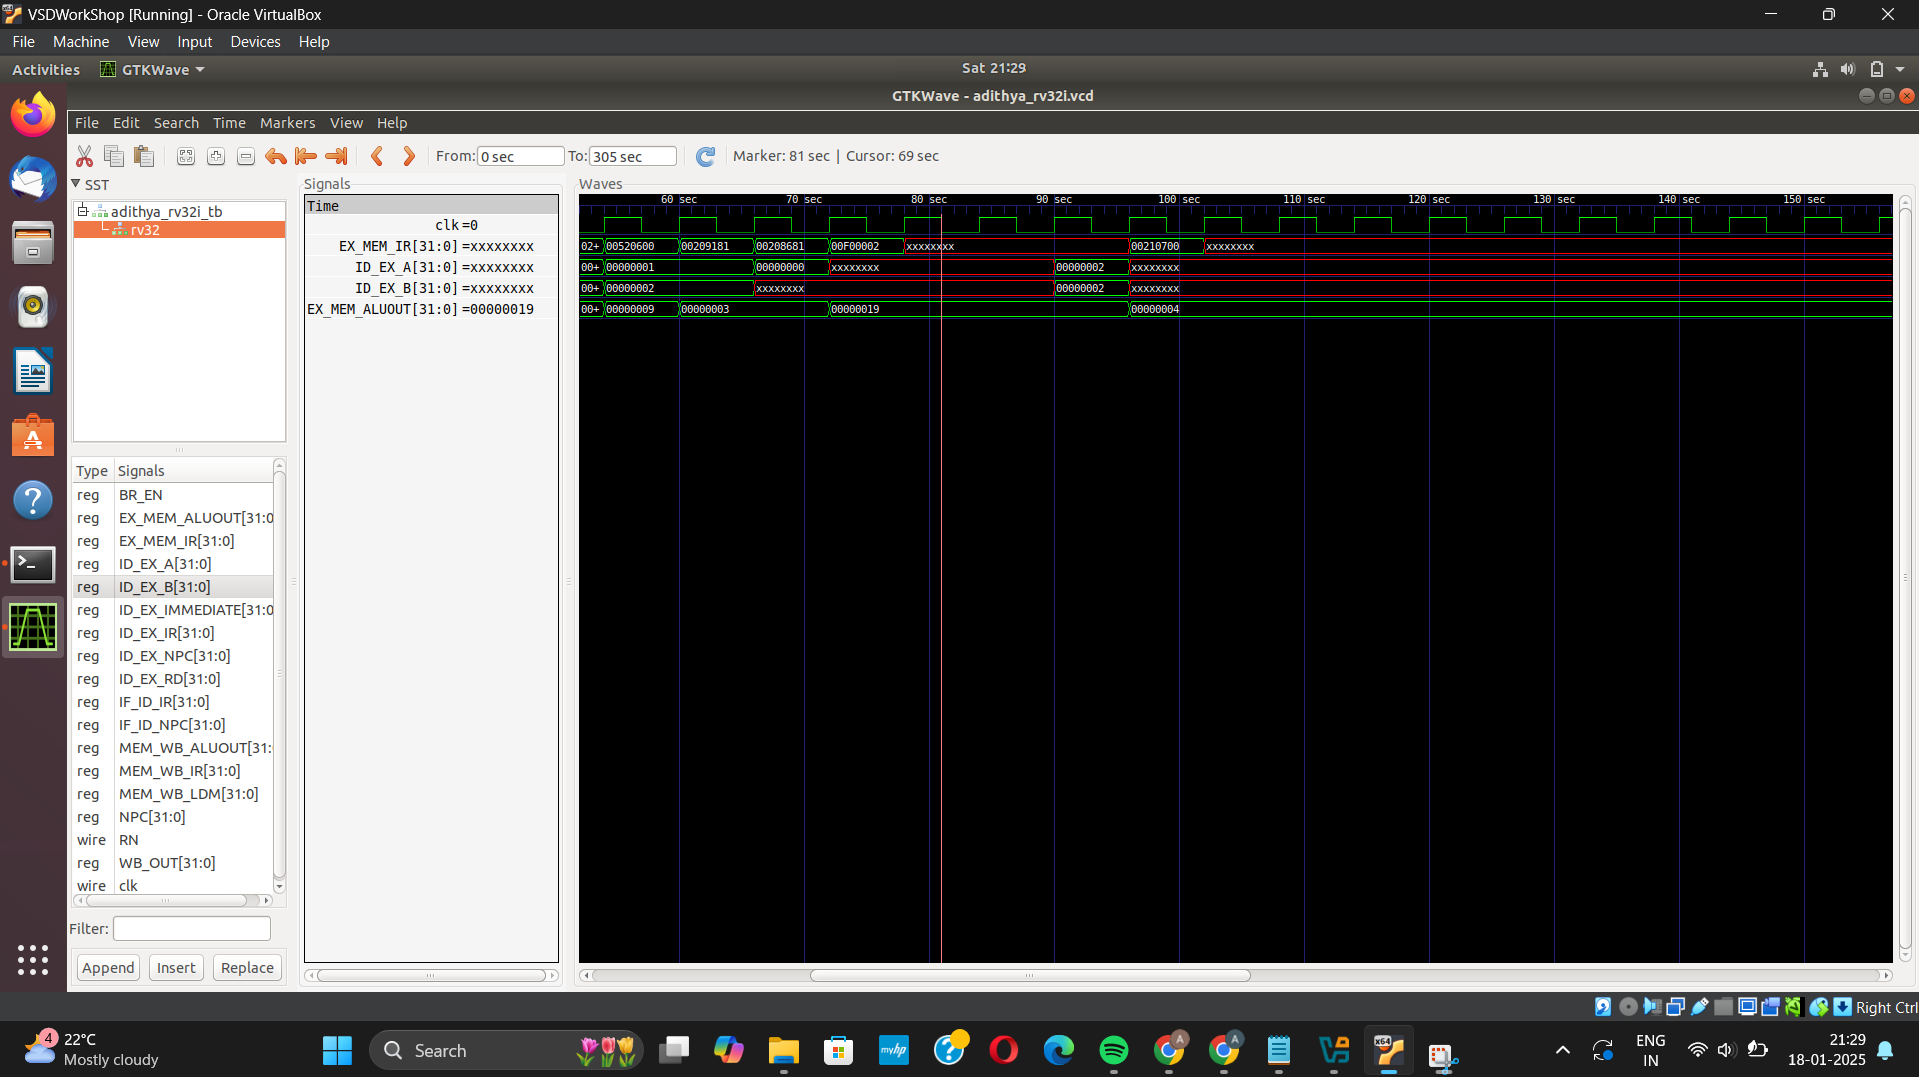 VSDWorkShop [Running] - Oracle VirtualBox
File Machine View Input Devices Help
Activities GTKWave Sat 21:29
GTKWave - adithya_rv32i.vcd
File Edit Search Time Markers View Help
From: 0 sec To: 305 sec Marker: 81 sec | Cursor: 69 sec
SST
adithya_rv32i_tb
rv32
Type Signals
reg BR_EN
reg EX_MEM_ALUOUT[31:0
reg EX_MEM_IR[31:0]
reg ID_EX_A[31:0]
reg ID_EX_B[31:0]
reg ID_EX_IMMEDIATE[31:0
reg ID_EX_IR[31:0]
reg ID_EX_NPC[31:0]
reg ID_EX_RD[31:0]
reg IF_ID_IR[31:0]
reg IF_ID_NPC[31:0]
reg MEM_WB_ALUOUT[31:
reg MEM_WB_IR[31:0]
reg MEM_WB_LDM[31:0]
reg NPC[31:0]
wire RN
reg WB_OUT[31:0]
wire clk
Filter:
Append Insert Replace
Signals
Time
clk=0
EX_MEM_IR[31:0]=xxxxxxxx
ID_EX_A[31:0]=xxxxxxxx
ID_EX_B[31:0]=xxxxxxxx
EX_MEM_ALUOUT[31:0]=00000019
Waves
60 sec 70 sec 80 sec 90 sec 100 sec 110 sec 120 sec 130 sec 140 sec 150 sec
02+ 00520600 00209181 00208681 00F00002 xxxxxxxx 00210700 xxxxxxxx
00+ 00000001 00000000 xxxxxxxx 00000002 xxxxxxxx
00+ 00000002 xxxxxxxx 00000002 xxxxxxxx
00+ 00000009 00000003 00000019 00000004
Right Ctrl
4
22°C
Mostly cloudy
Search
myhp
A
A
x64
ENG
IN
21:29
18-01-2025